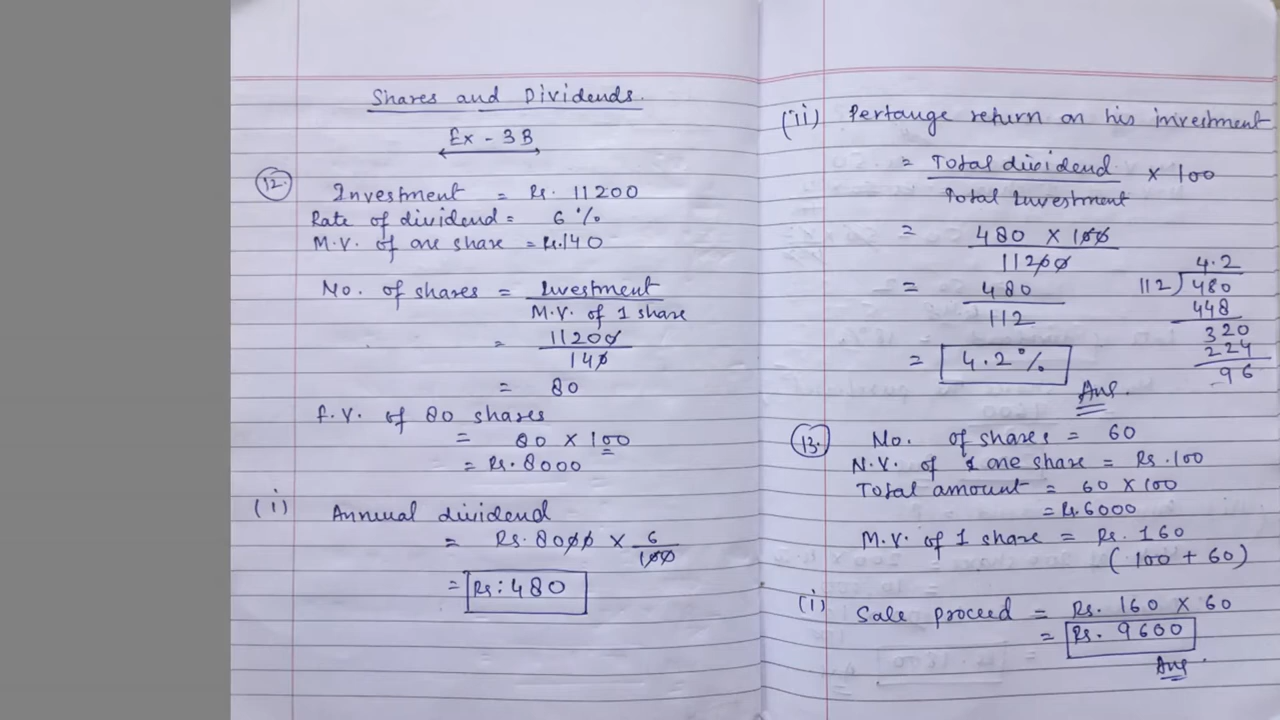 Shares and Dividends.
Ex - 3B
12. Investment = Rs. 11200
Rate of dividend = 6 %
M.V. of one share = Rs.140
No. of shares = Investment / M.V. of 1 share
= 11200 / 140
= 80
F.V. of 80 shares
= 80 × 100
= Rs. 8000
(i) Annual dividend
= Rs. 8000 × 6 / 100
= Rs: 480
(ii) Pertauge return on his investment
= Total dividend / Total Investment × 100
= 480 × 100 / 11200
= 480 / 112
4.2
112) 480
448
320
224
96
= 4.2 %
Ans.
13. No. of shares = 60
N.V. of one share = Rs.100
Total amount = 60 × 100
= Rs.6000
M.V. of 1 share = Rs. 160
(100 + 60)
(i) Sale proceed = Rs. 160 × 60
= Rs. 9600
Ans.